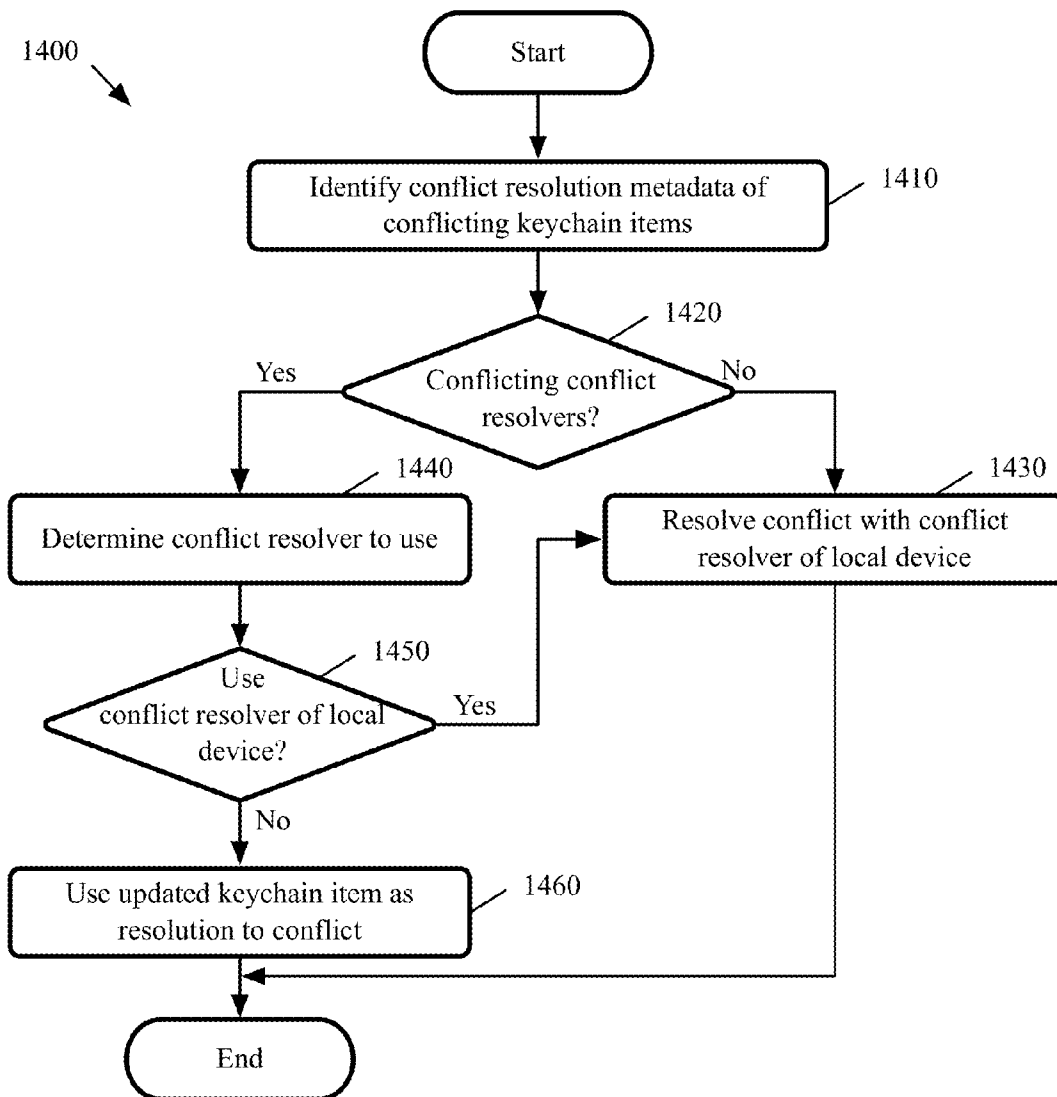 1400
Start
Identify conflict resolution metadata of
conflicting keychain items
1410
1420
Conflicting conflict
resolvers?
Yes
No
1440
Determine conflict resolver to use
1430
Resolve conflict with conflict
resolver of local device
1450
Use
conflict resolver of local
device?
Yes
No
Use updated keychain item as
resolution to conflict
1460
End